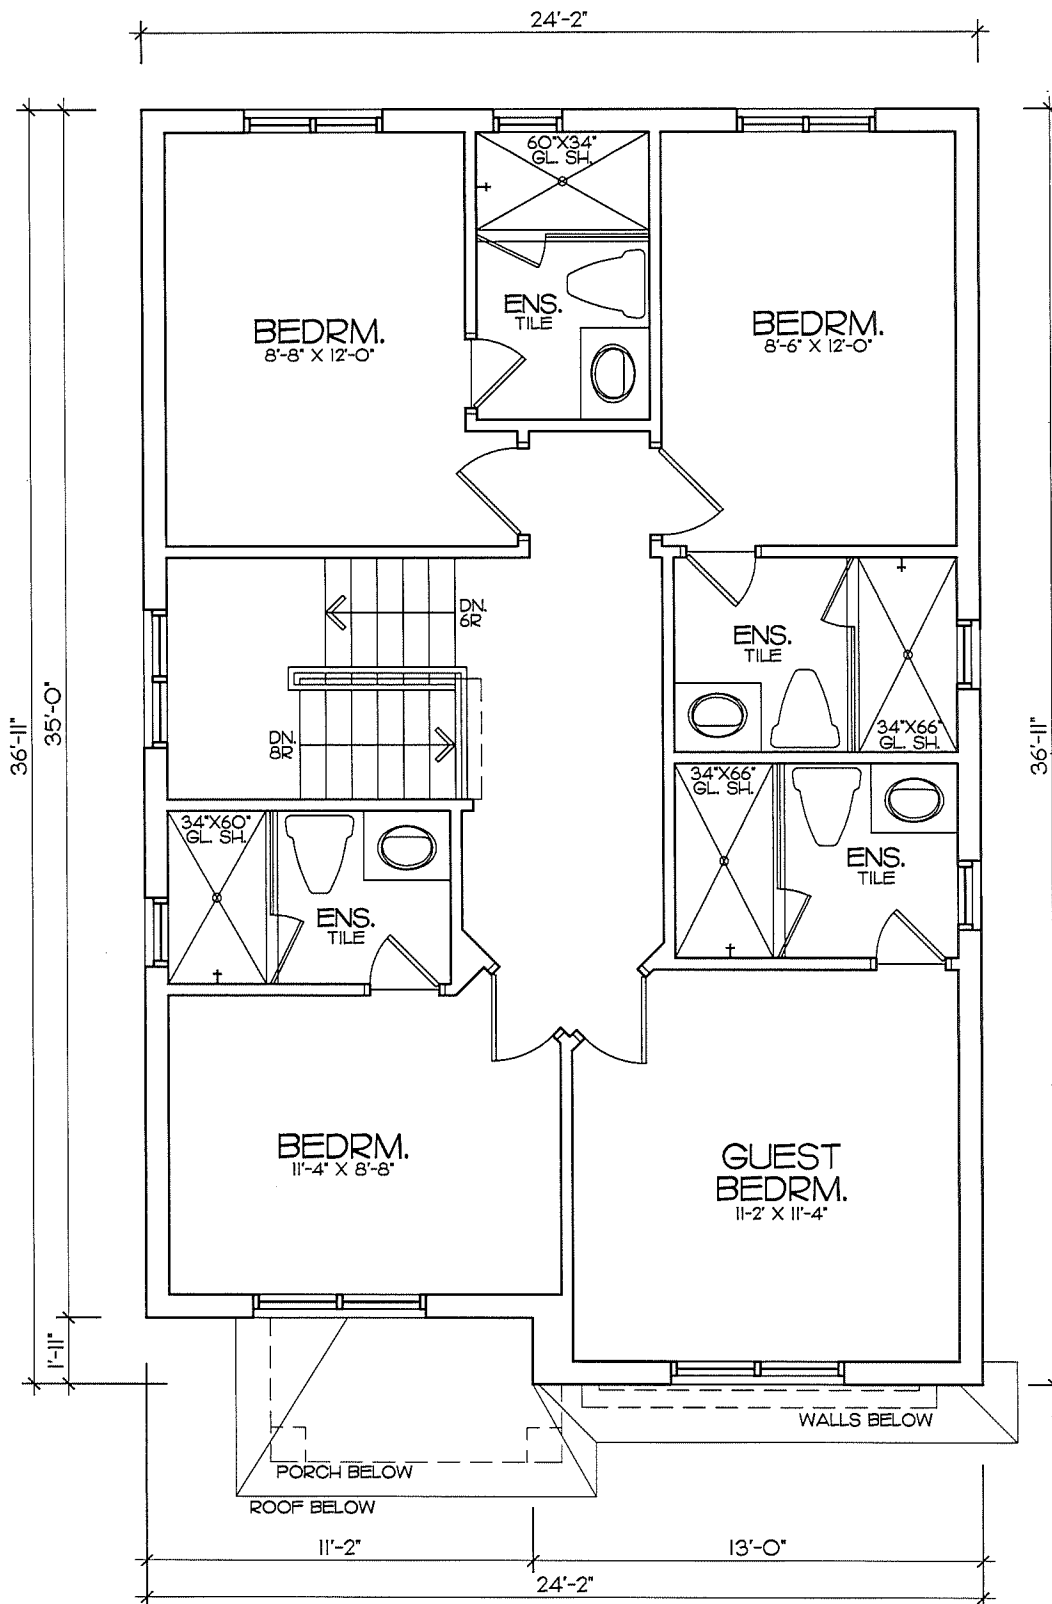 24'-2"
60"X34"
GL. SH.
ENS.
TILE
BEDRM.
8'-8" X 12'-0"
BEDRM.
8'-6" X 12'-0"
DN.
6R
DN.
8R
ENS.
TILE
34"X66"
GL. SH.
34"X66"
GL. SH.
ENS.
TILE
34"X60"
GL. SH.
ENS.
TILE
36'-11"
35'-0"
36'-11"
BEDRM.
11'-4" X 8'-8"
GUEST
BEDRM.
11-2' X 11'-4"
1'-11"
WALLS BELOW
PORCH BELOW
ROOF BELOW
11'-2"
13'-0"
24'-2"